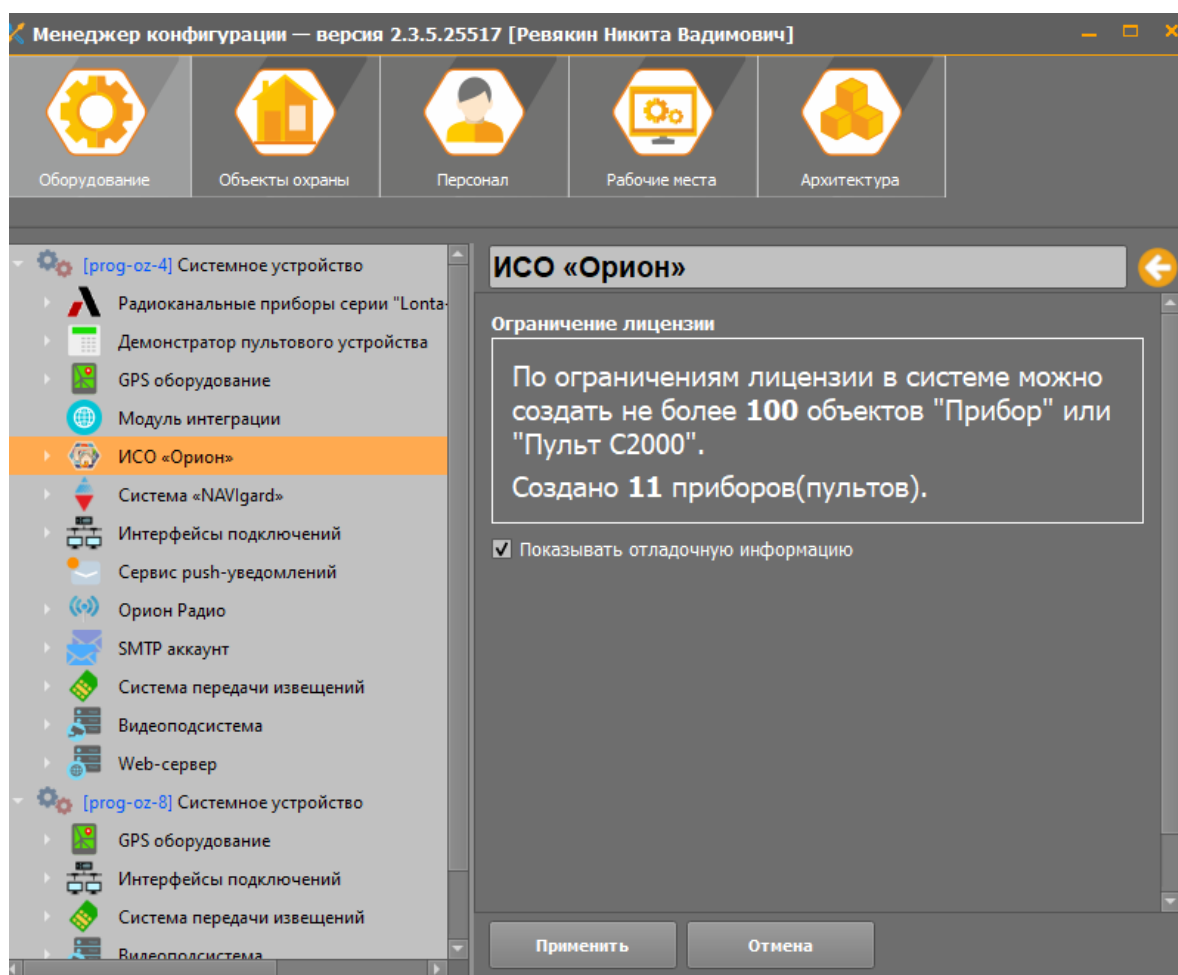 Менеджер конфигурации — версия 2.3.5.25517 [Ревякин Никита Вадимович]
Оборудование
Объекты охраны
Персонал
Рабочие места
Архитектура
[prog-oz-4] Системное устройство
Радиоканальные приборы серии "Lonta-
Демонстратор пультового устройства
GPS оборудование
Модуль интеграции
ИСО «Орион»
Система «NAVIgard»
Интерфейсы подключений
Сервис push-уведомлений
Орион Радио
SMTP аккаунт
Система передачи извещений
Видеоподсистема
Web-сервер
[prog-oz-8] Системное устройство
GPS оборудование
Интерфейсы подключений
Система передачи извещений
Видеоподсистема
ИСО «Орион»
Ограничение лицензии
По ограничениям лицензии в системе можно
создать не более 100 объектов "Прибор" или
"Пульт С2000".
Создано 11 приборов(пультов).
Показывать отладочную информацию
Применить
Отмена